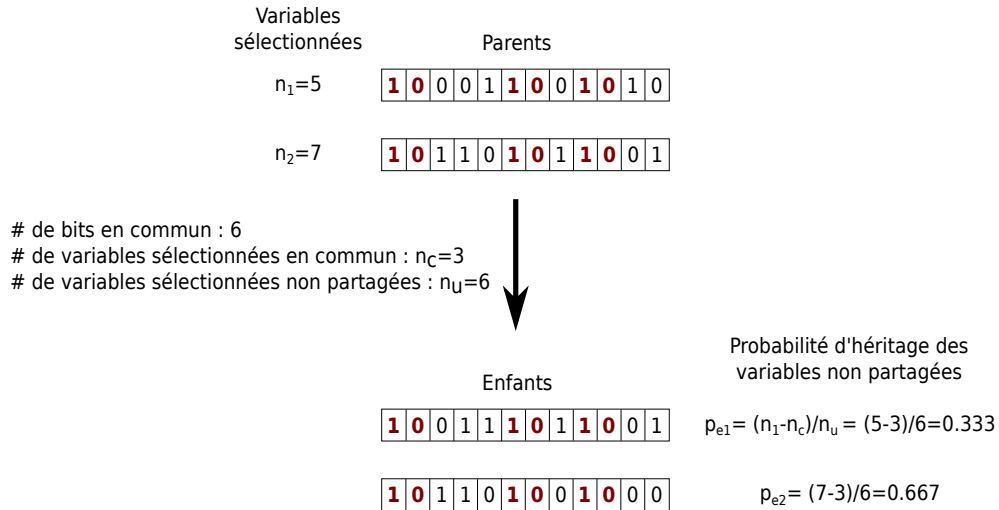 Variables
sélectionnées
Parents
n₁=5
1 0 0 0 1 1 0 0 1 0 1 0
n₂=7
1 0 1 1 0 1 0 1 1 0 0 1
# de bits en commun : 6
# de variables sélectionnées en commun : nC=3
# de variables sélectionnées non partagées : nU=6
Probabilité d'héritage des
variables non partagées
Enfants
1 0 0 1 1 1 0 1 1 0 0 1
pe1= (n₁-nc)/nu = (5-3)/6=0.333
1 0 1 1 0 1 0 0 1 0 0 0
pe2= (7-3)/6=0.667